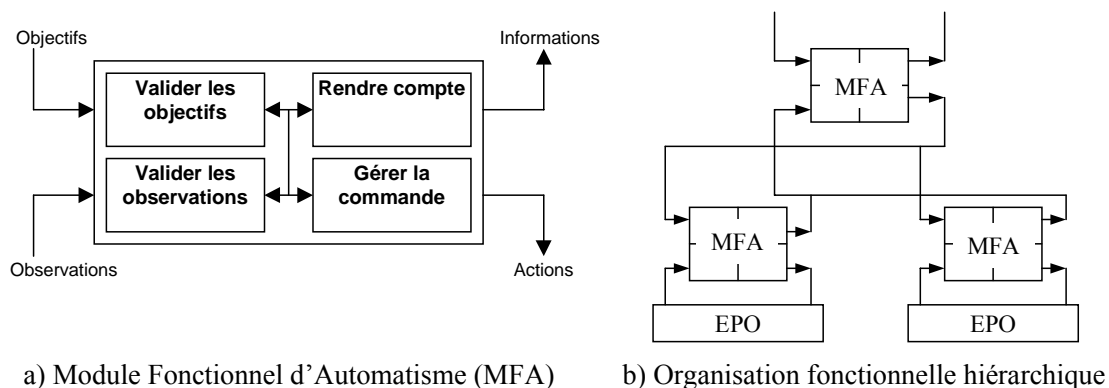 Objectifs
Informations
Valider les
objectifs
Rendre compte
Valider les
observations
Gérer la
commande
Observations
Actions
MFA
MFA
MFA
EPO
EPO
a) Module Fonctionnel d’Automatisme (MFA)
b) Organisation fonctionnelle hiérarchique